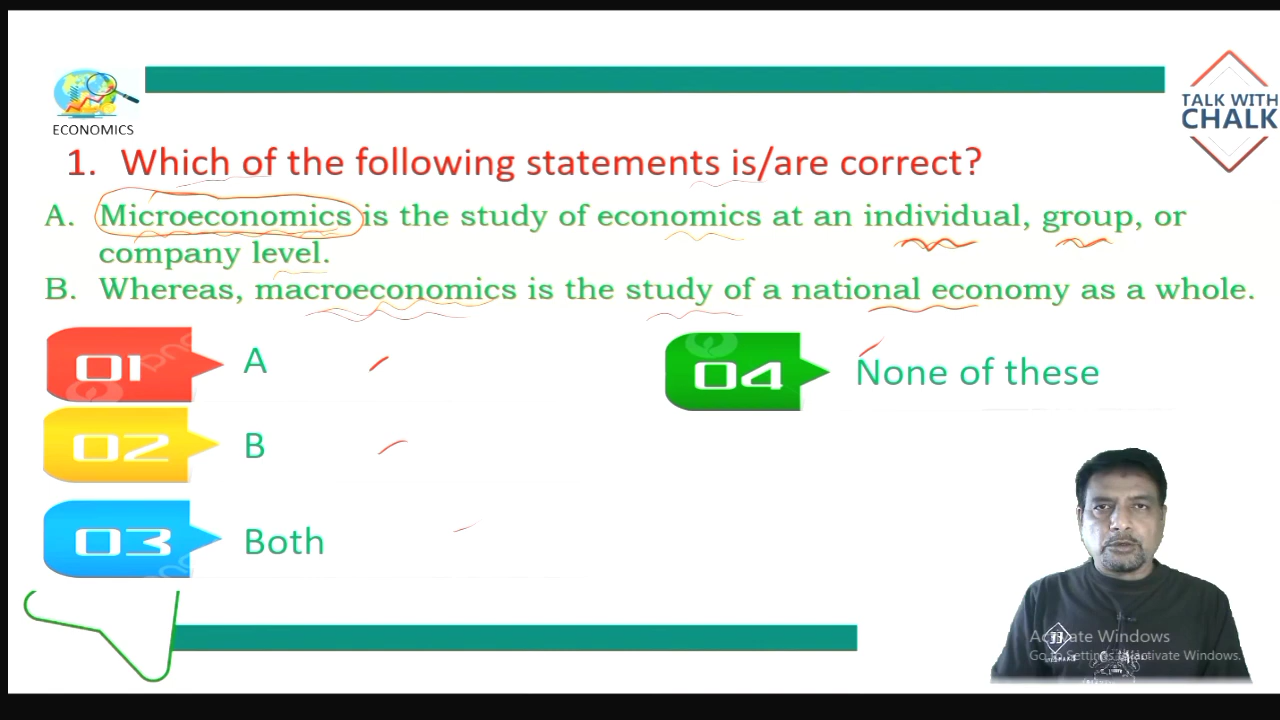 ECONOMICS
TALK WITH
CHALK
1. Which of the following statements is/are correct?
A. Microeconomics is the study of economics at an individual, group, or
company level.
B. Whereas, macroeconomics is the study of a national economy as a whole.
01 A
04 None of these
02 B
03 Both
Activate Windows
Go to Settings to activate Windows.